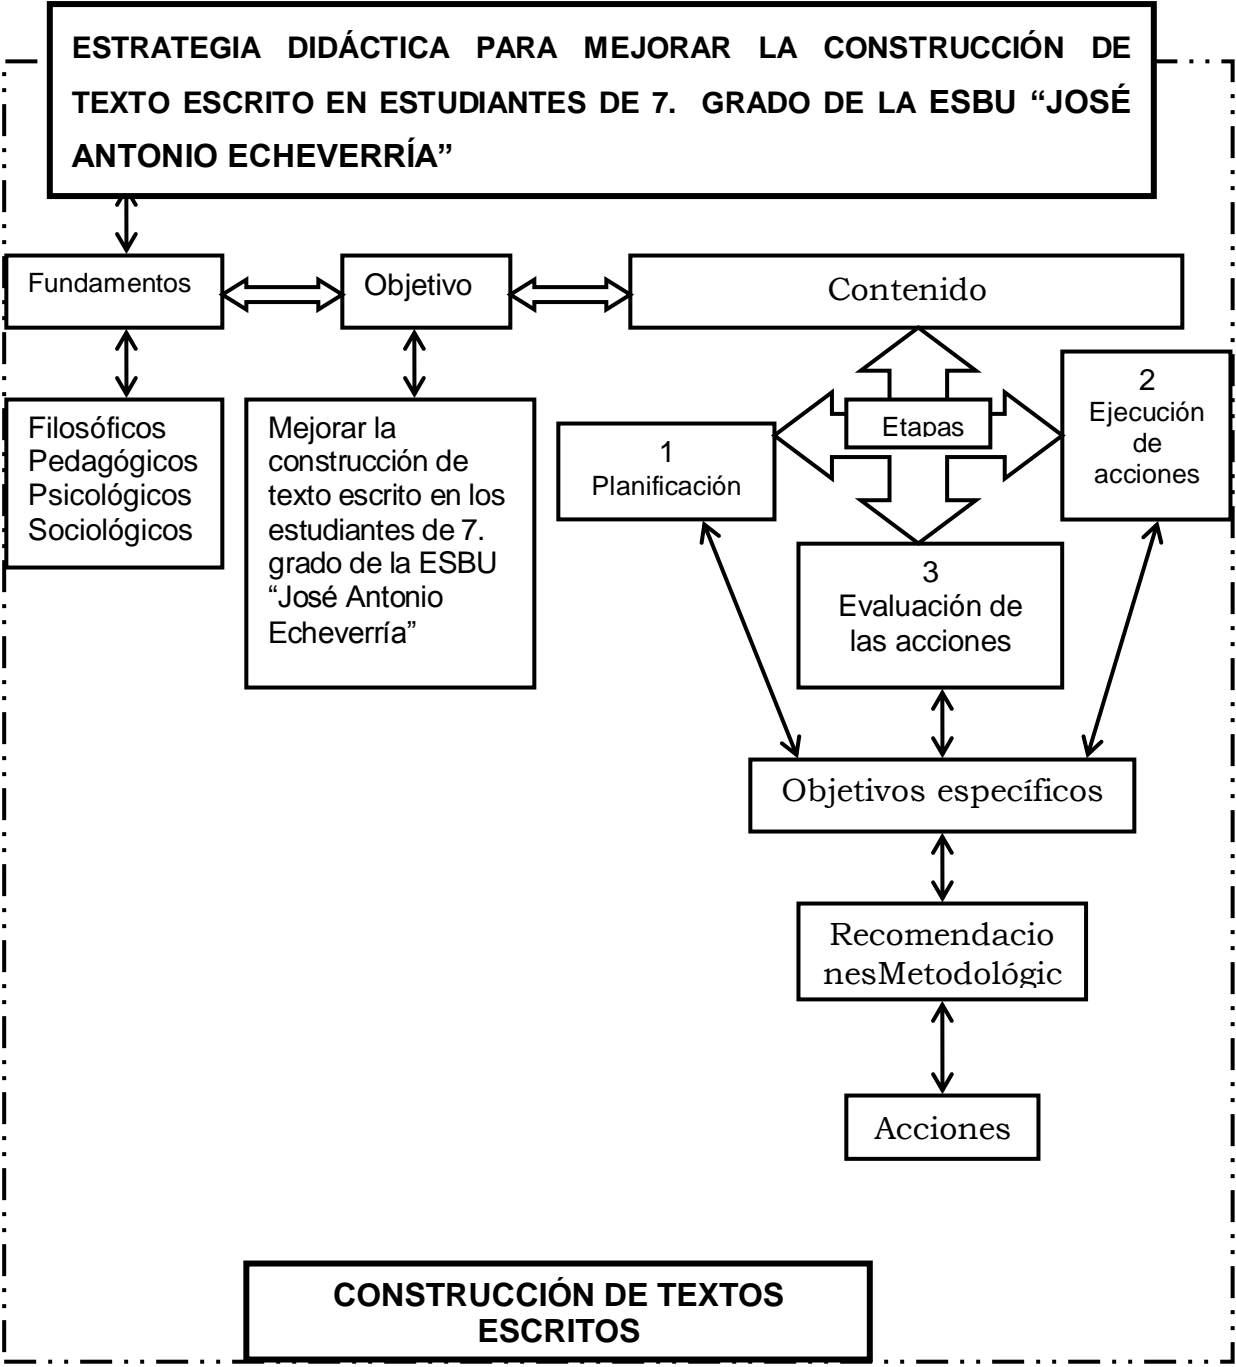 ESTRATEGIA DIDÁCTICA PARA MEJORAR LA CONSTRUCCIÓN DE
TEXTO ESCRITO EN ESTUDIANTES DE 7. GRADO DE LA ESBU “JOSÉ
ANTONIO ECHEVERRÍA”
Fundamentos
Objetivo
Contenido
Filosóficos
Pedagógicos
Psicológicos
Sociológicos
Mejorar la
construcción de
texto escrito en los
estudiantes de 7.
grado de la ESBU
“José Antonio
Echeverría”
Etapas
1
Planificación
2
Ejecución
de
acciones
3
Evaluación de
las acciones
Objetivos específicos
Recomendacio
nesMetodológic
Acciones
CONSTRUCCIÓN DE TEXTOS
ESCRITOS